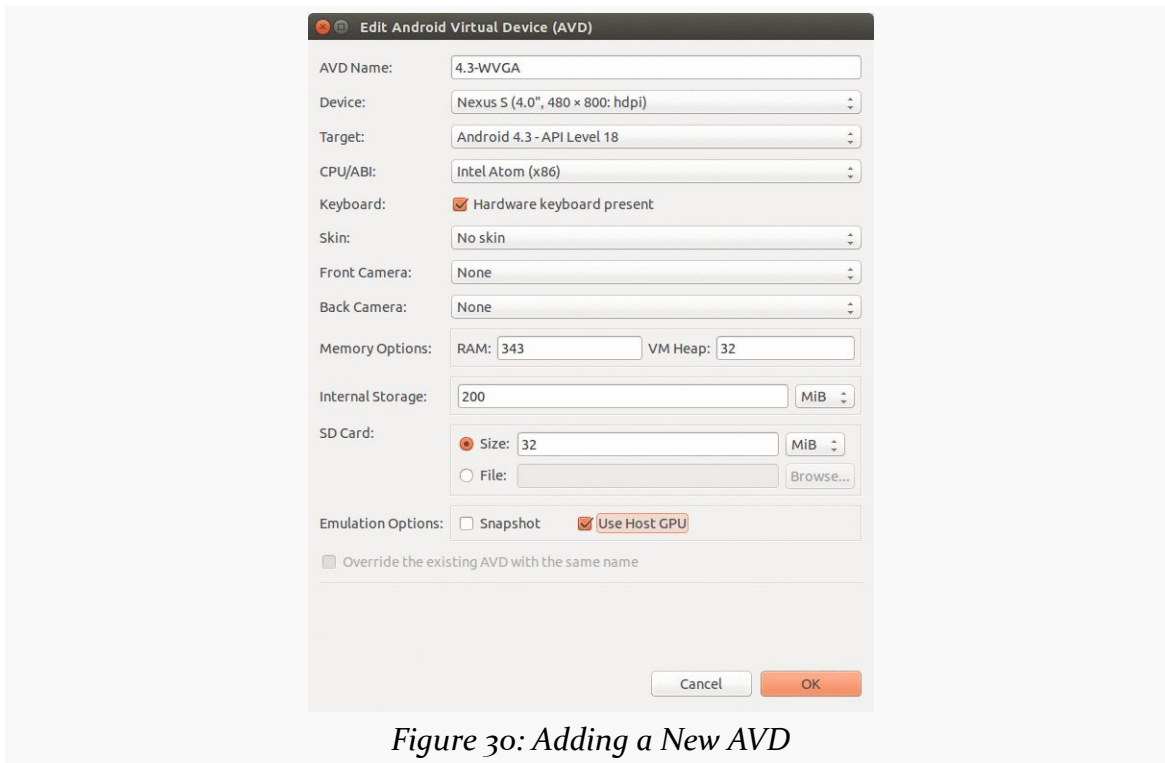 Edit Android Virtual Device (AVD)
AVD Name: 4.3-WVGA
Device: Nexus S (4.0", 480 × 800: hdpi)
Target: Android 4.3 - API Level 18
CPU/ABI: Intel Atom (x86)
Keyboard: Hardware keyboard present
Skin: No skin
Front Camera: None
Back Camera: None
Memory Options: RAM: 343 VM Heap: 32
Internal Storage: 200 MiB
SD Card:
Size: 32 MiB
File: Browse...
Emulation Options: Snapshot Use Host GPU
Override the existing AVD with the same name
Cancel OK
Figure 30: Adding a New AVD